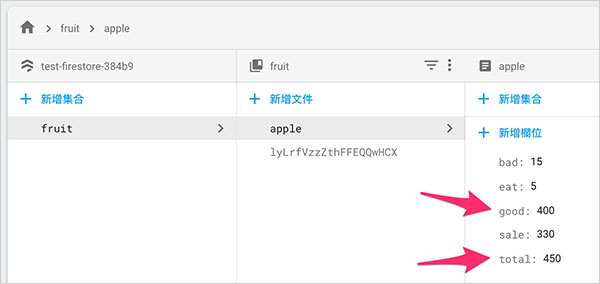 fruit > apple
test-firestore-384b9
fruit
apple
+ 新增集合
+ 新增文件
+ 新增集合
fruit
apple
lyLrfVzzZthFFEQQwHCX
+ 新增欄位
bad: 15
eat: 5
good: 400
sale: 330
total: 450